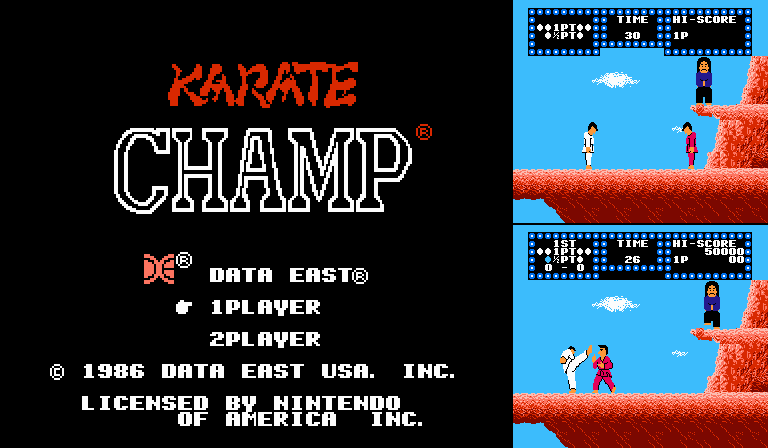 KARATE
CHAMP®
® DATA EAST®
1PLAYER
2PLAYER
© 1986 DATA EAST USA. INC.
LICENSED BY NINTENDO
OF AMERICA INC.
1PT TIME HI-SCORE
½PT 30 1P
1ST TIME HI-SCORE
1PT 50000
½PT 26 1P 00
0 - 0